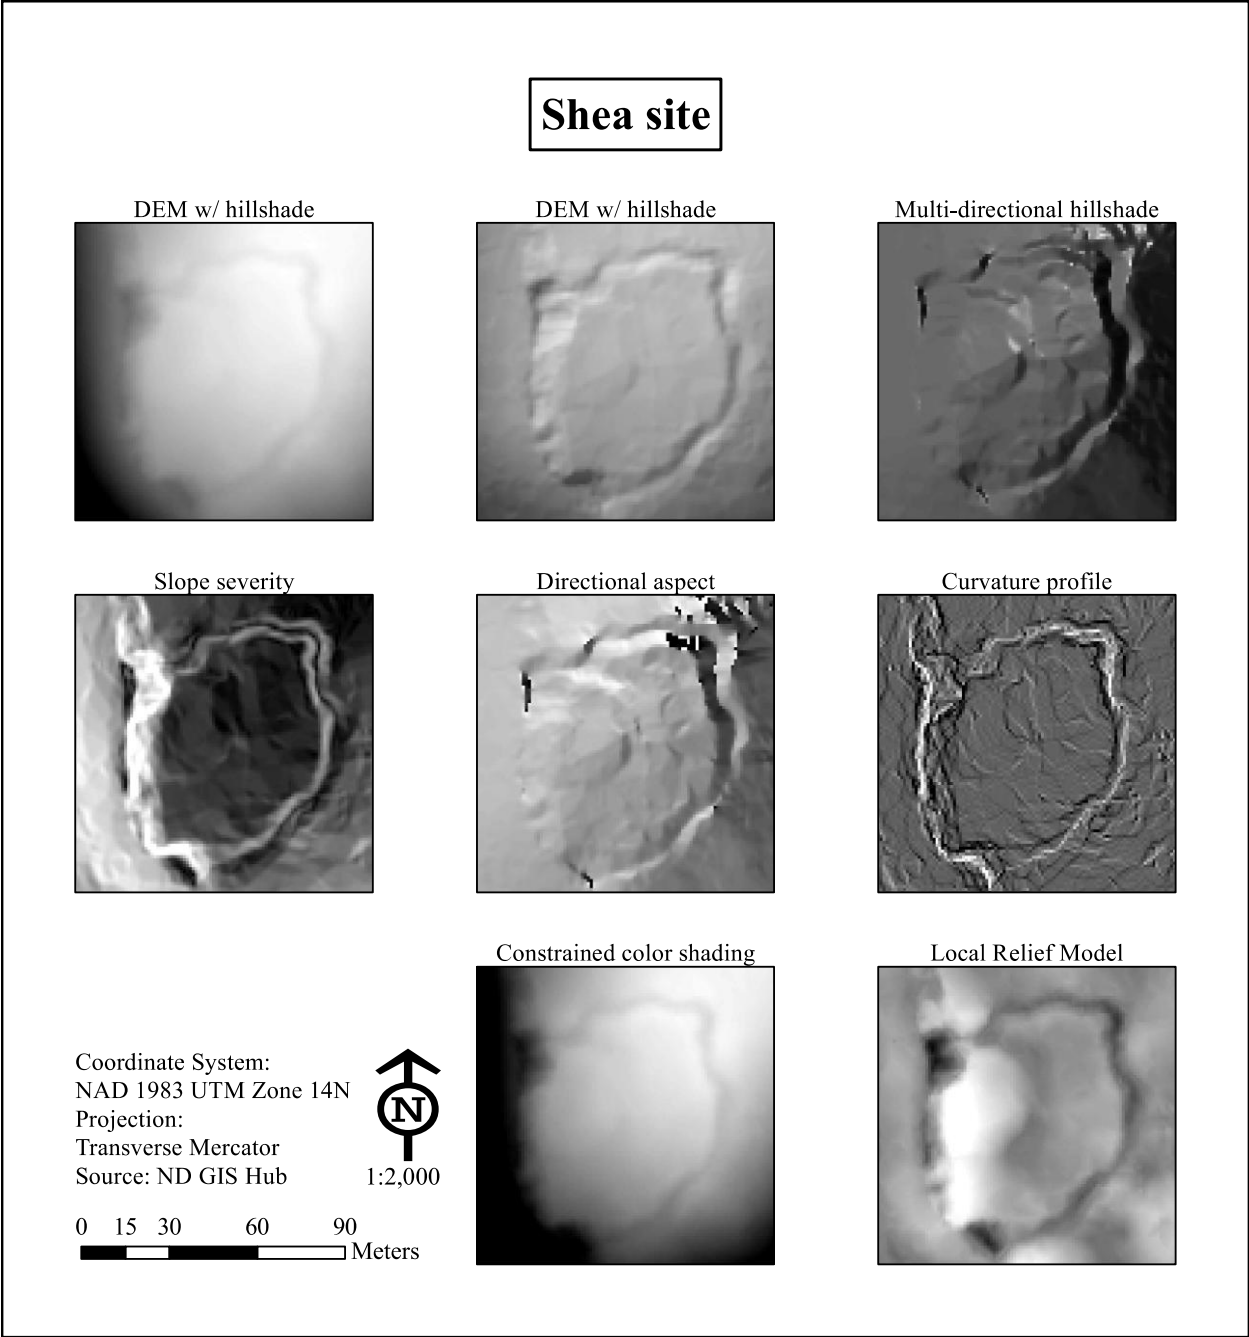 Shea site
DEM w/ hillshade
DEM w/ hillshade
Multi-directional hillshade
Slope severity
Directional aspect
Curvature profile
Constrained color shading
Local Relief Model
Coordinate System:
NAD 1983 UTM Zone 14N
Projection:
Transverse Mercator
Source: ND GIS Hub
N
1:2,000
0 15 30 60 90
Meters